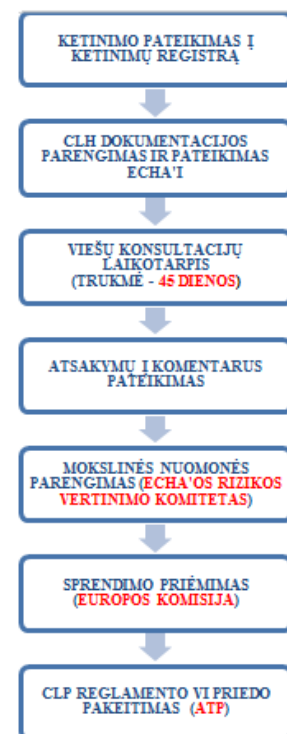 KETINIMO PATEIKIMAS Į
KETINIMŲ REGISTRĄ
CLH DOKUMENTACIJOS
PARENGIMAS IR PATEIKIMAS
ECHA'I
VIEŠŲ KONSULTACIJŲ
LAIKOTARPIS
(TRUKMĖ - 45 DIENOS)
ATSAKYMŲ I KOMENTARUS
PATEIKIMAS
MOKSLINĖS NUOMONĖS
PARENGIMAS (ECHA'OS RIZIKOS
VERTINIMO KOMITETAS)
SPRENDIMO PRIĖMIMAS
(EUROPOS KOMISIJA)
CLP REGLAMENTO VI PRIEDO
PAKEITIMAS (ATP)